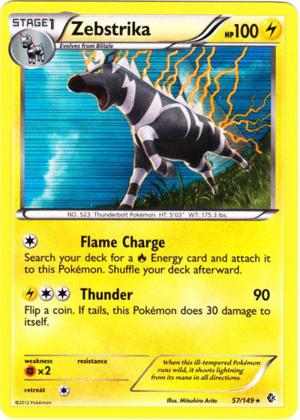 STAGE1 Zebstrika HP100
Evolves from Blitzle
NO. 523 Thunderbolt Pokémon HT: 5'03" WT: 175.3 lbs.
Flame Charge
Search your deck for a Energy card and attach it
to this Pokémon. Shuffle your deck afterward.
Thunder 90
Flip a coin. If tails, this Pokémon does 30 damage to
itself.
weakness resistance
×2
retreat
When this ill-tempered Pokémon
runs wild, it shoots lightning
from its mane in all directions.
Illus. Mitsuhiro Arita 57/149★
©2012 Pokémon